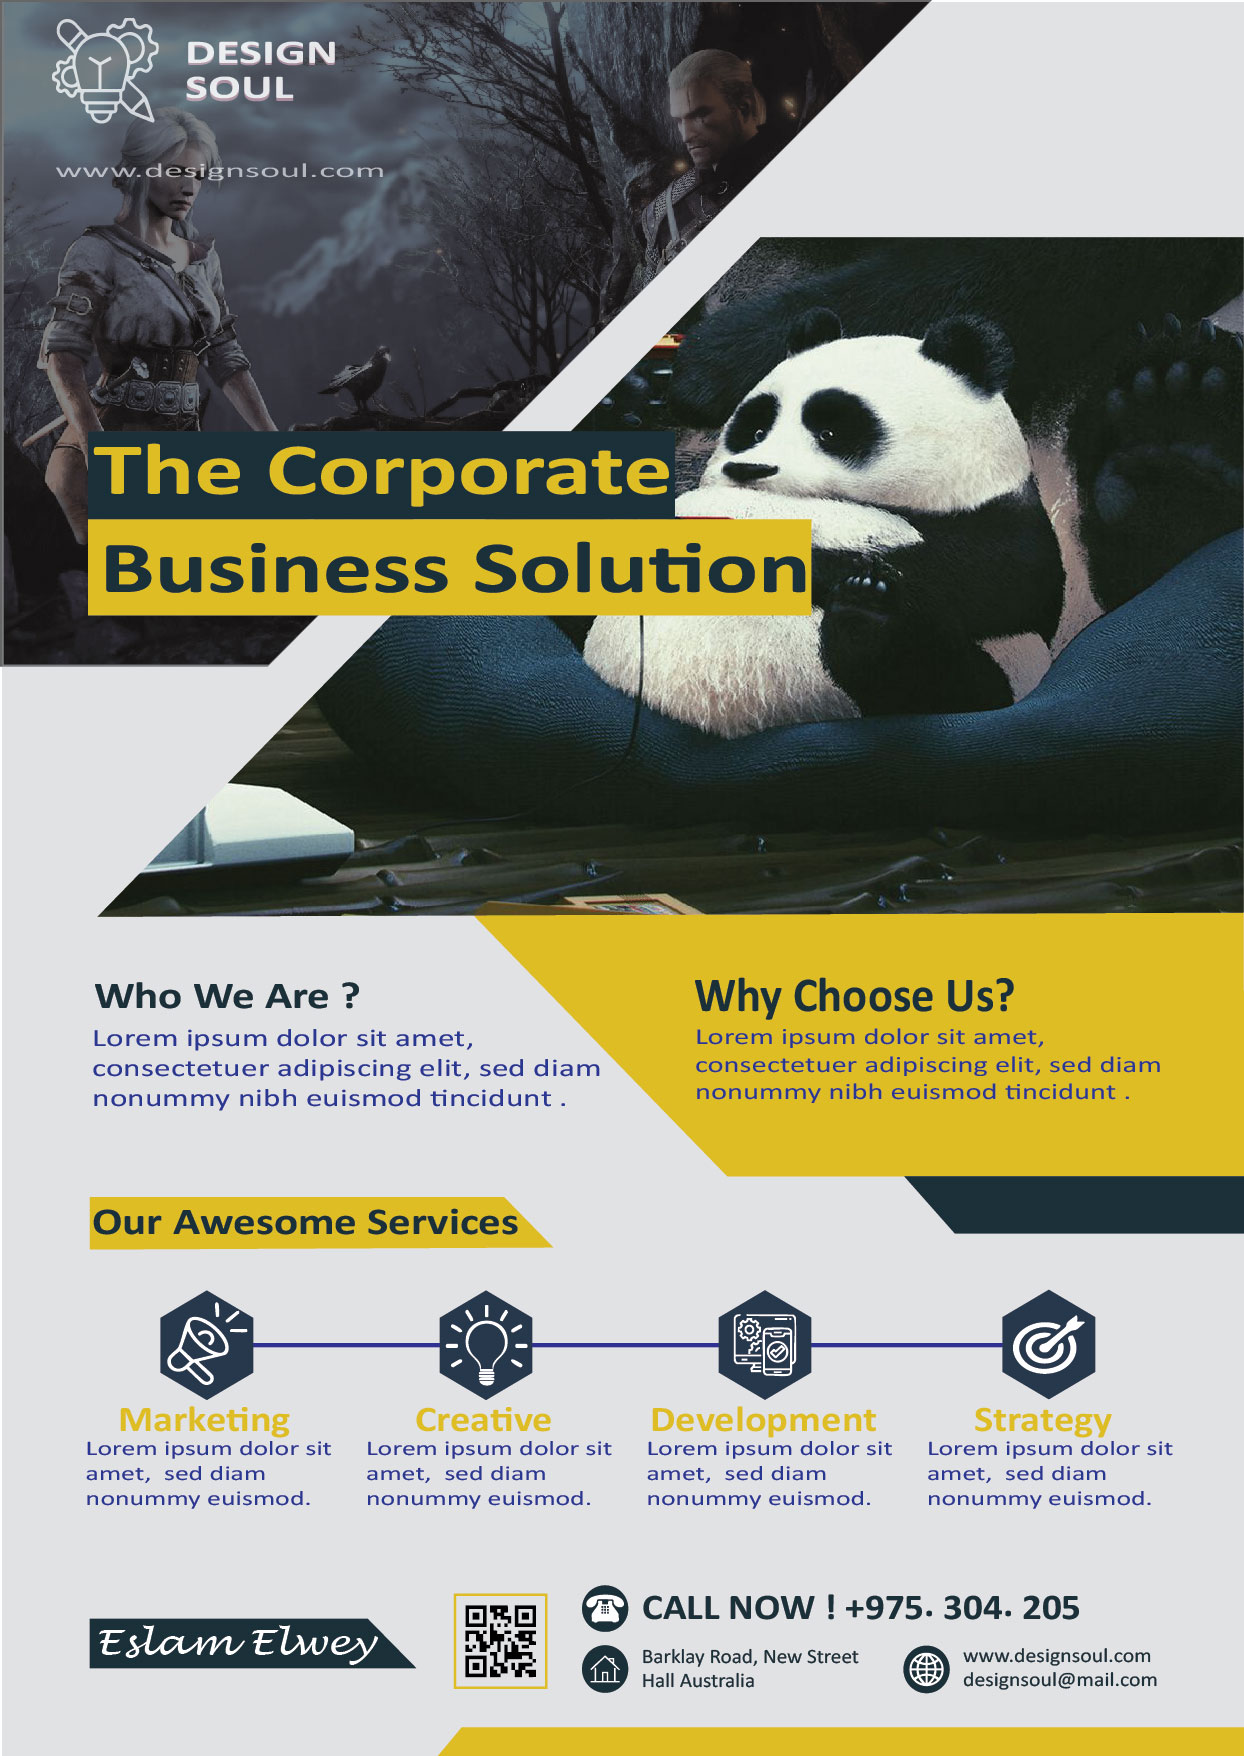 DESIGN
SOUL
www.designsoul.com
The Corporate
Business Solution
Who We Are ?
Lorem ipsum dolor sit amet,
consectetuer adipiscing elit, sed diam
nonummy nibh euismod tincidunt .
Why Choose Us?
Lorem ipsum dolor sit amet,
consectetuer adipiscing elit, sed diam
nonummy nibh euismod tincidunt .
Our Awesome Services
Marketing
Lorem ipsum dolor sit
amet,  sed diam
nonummy euismod.
Creative
Lorem ipsum dolor sit
amet,  sed diam
nonummy euismod.
Development
Lorem ipsum dolor sit
amet,  sed diam
nonummy euismod.
Strategy
Lorem ipsum dolor sit
amet,  sed diam
nonummy euismod.
Eslam Elwey
CALL NOW ! +975. 304. 205
Barklay Road, New Street
Hall Australia
www.designsoul.com
designsoul@mail.com